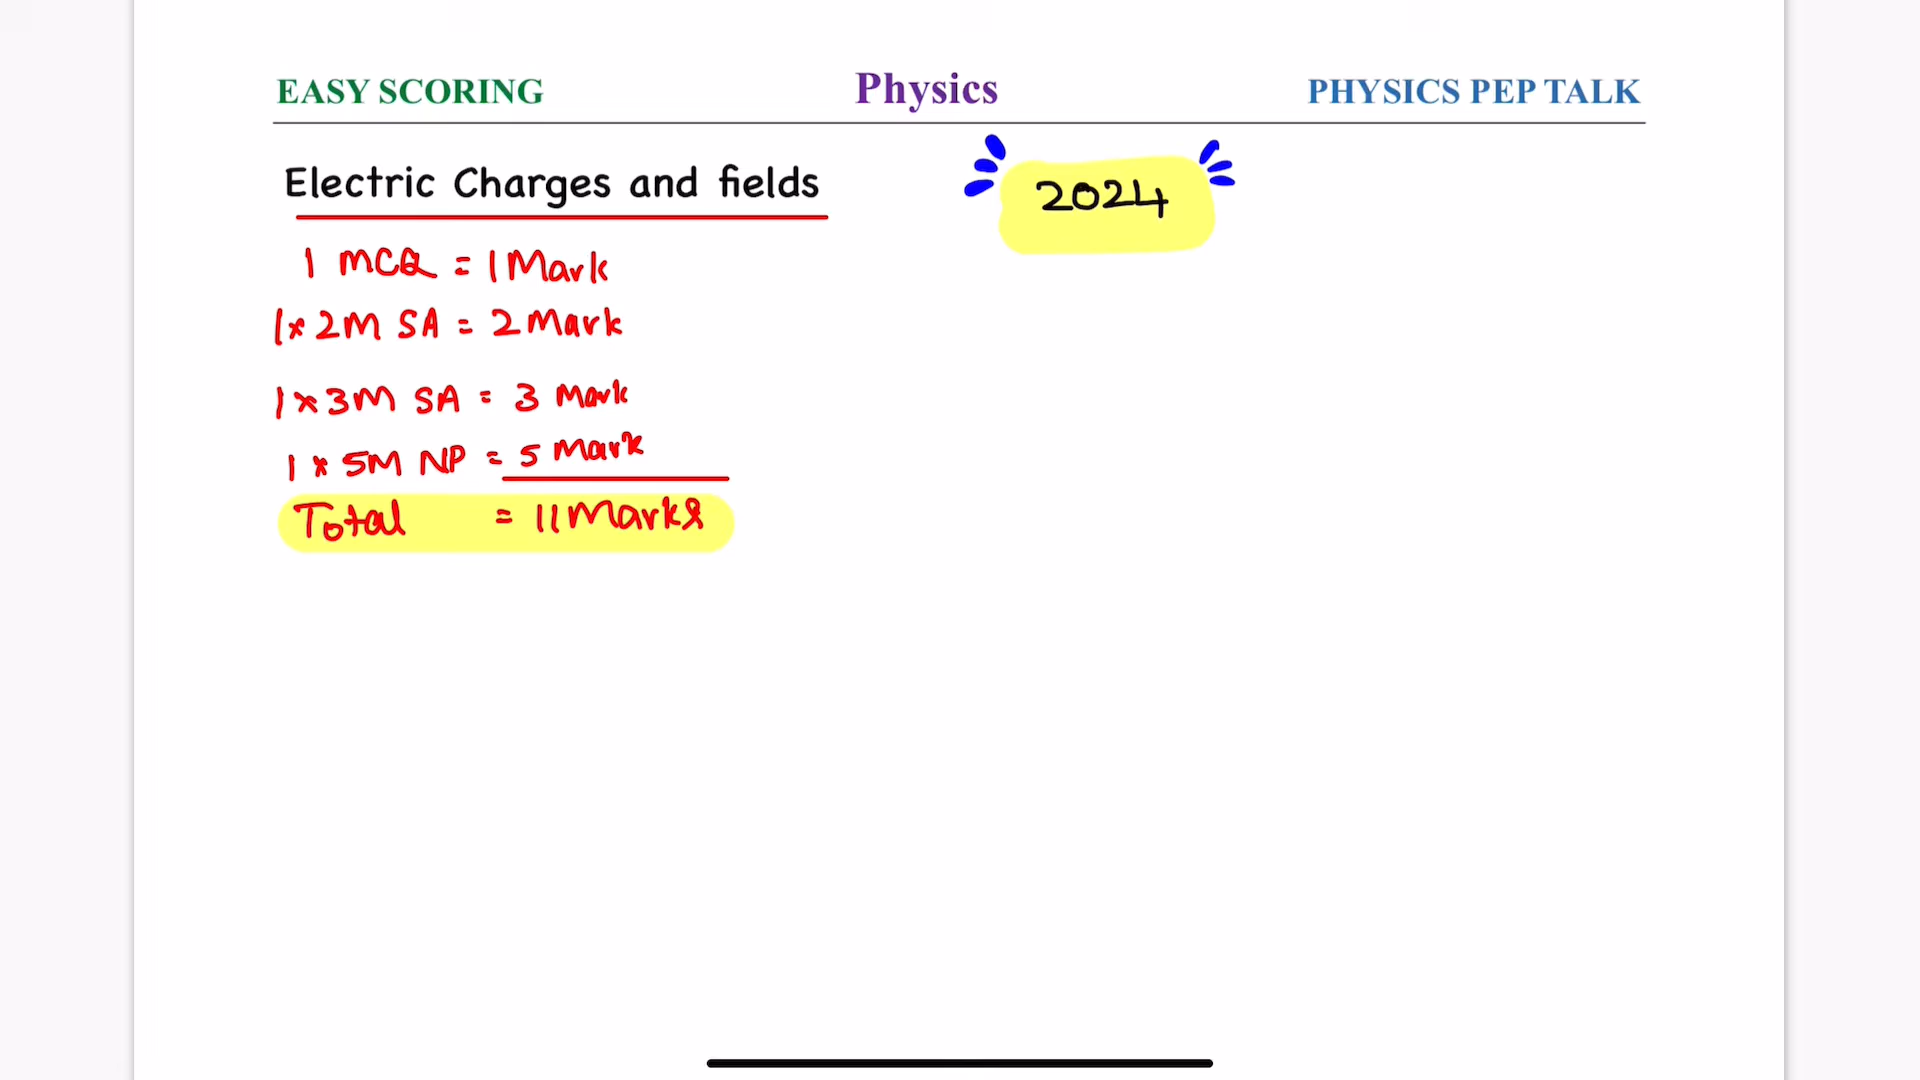 EASY SCORING Physics PHYSICS PEP TALK
Electric Charges and fields
2024
1 MCQ = 1 Mark
1 × 2M SA = 2 Mark
1 × 3M SA = 3 Mark
1 × 5M NP = 5 Mark
Total = 11 Marks